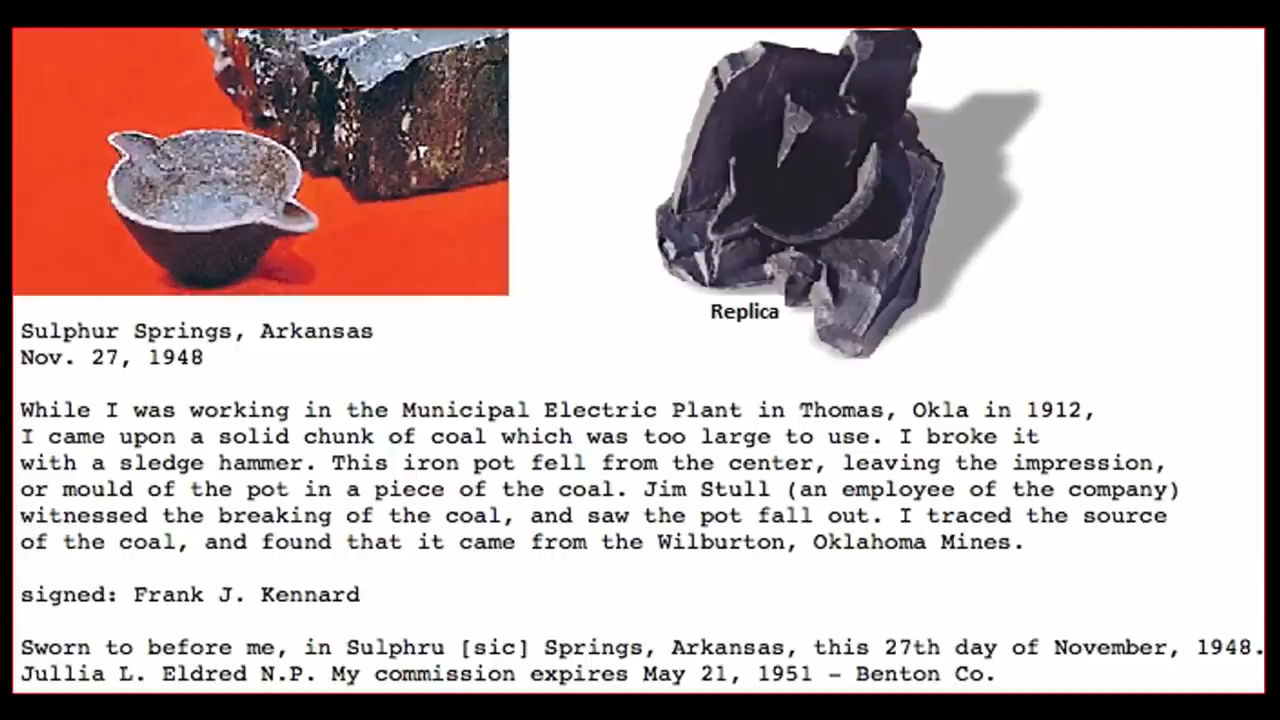 Replica
Sulphur Springs, Arkansas
Nov. 27, 1948
While I was working in the Municipal Electric Plant in Thomas, Okla in 1912,
I came upon a solid chunk of coal which was too large to use. I broke it
with a sledge hammer. This iron pot fell from the center, leaving the impression,
or mould of the pot in a piece of the coal. Jim Stull (an employee of the company)
witnessed the breaking of the coal, and saw the pot fall out. I traced the source
of the coal, and found that it came from the Wilburton, Oklahoma Mines.
signed: Frank J. Kennard
Sworn to before me, in Sulphru [sic] Springs, Arkansas, this 27th day of November, 1948.
Jullia L. Eldred N.P. My commission expires May 21, 1951 – Benton Co.